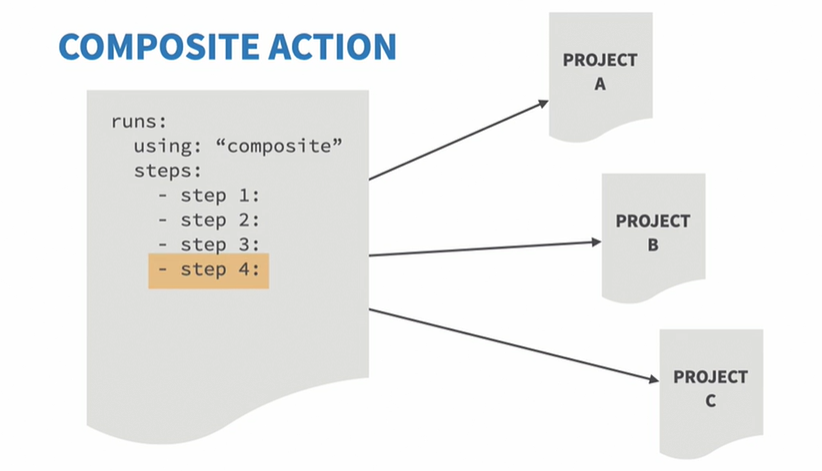 COMPOSITE ACTION
runs:
using: “composite”
steps:
- step 1:
- step 2:
- step 3:
- step 4:
PROJECT
A
PROJECT
B
PROJECT
C